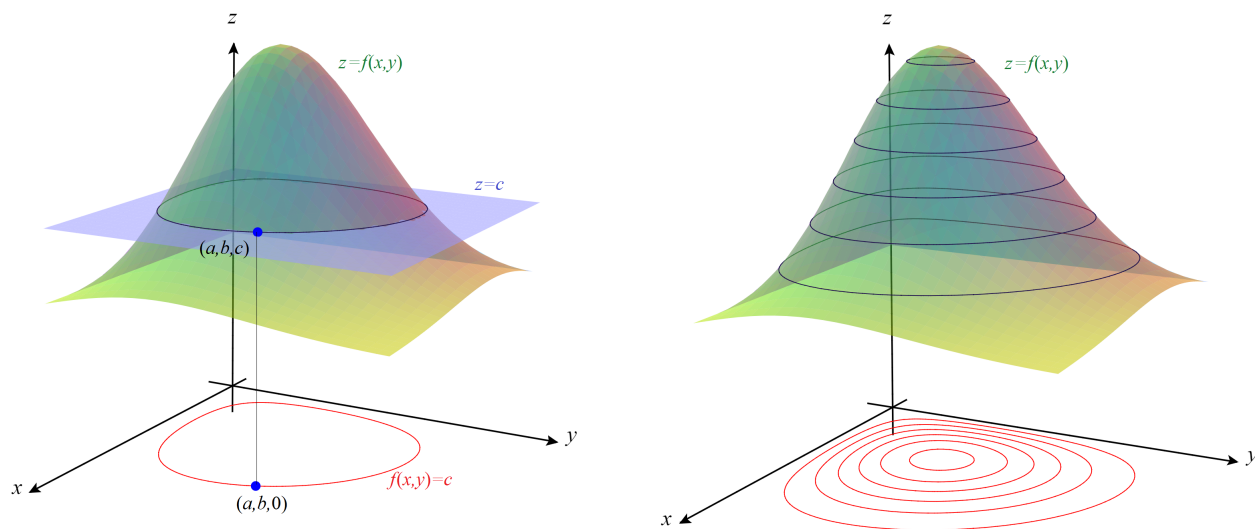 z
z=f(x,y)
z=c
(a,b,c)
y
x
f(x,y)=c
(a,b,0)
z
z=f(x,y)
y
x